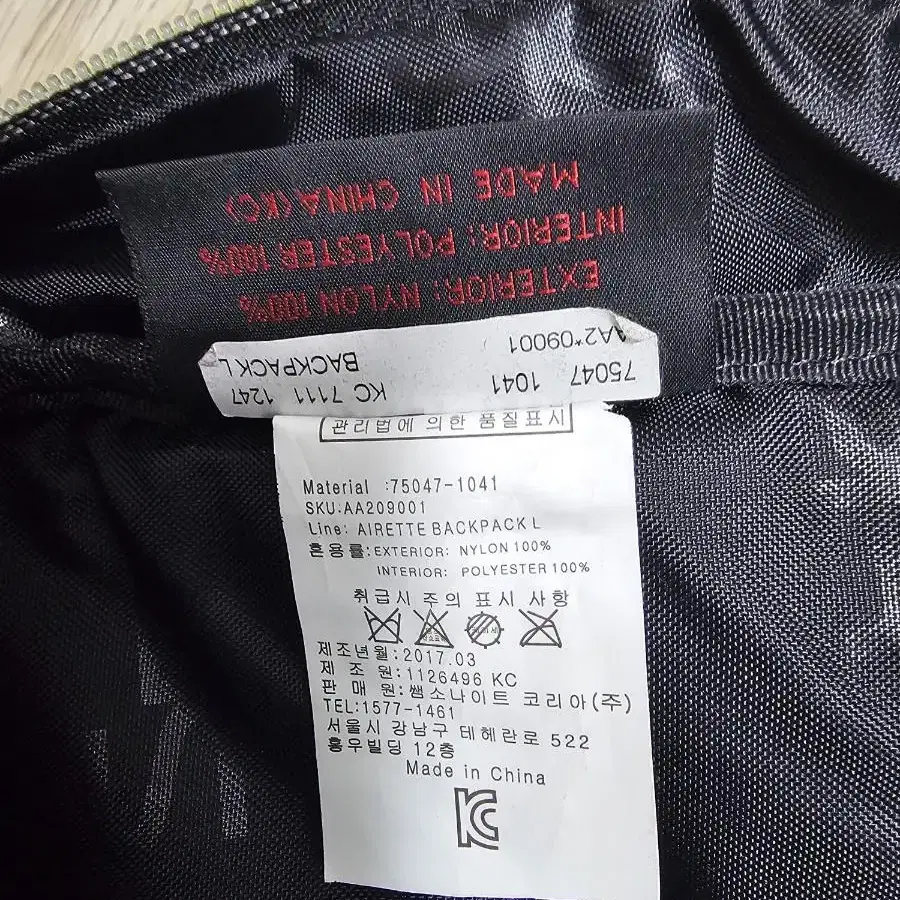 EXTERIOR: NYLON 100%
INTERIOR: POLYESTER 100%
MADE IN CHINA(KC)
75047 1041 KC 7111 1247
AA2*09001 BACKPACK L
관리법에 의한 품질표시
Material :75047-1041
SKU:AA209001
Line: AIRETTE BACKPACK L
혼용률:EXTERIOR: NYLON 100%
INTERIOR: POLYESTER 100%
취급시 주의 표시 사항
제조년월:2017.03
제 조 원:1126496 KC
판 매 원:쌤소나이트 코리아(주)
TEL:1577-1461
서울시 강남구 테헤란로 522
홍우빌딩 12층
Made in China